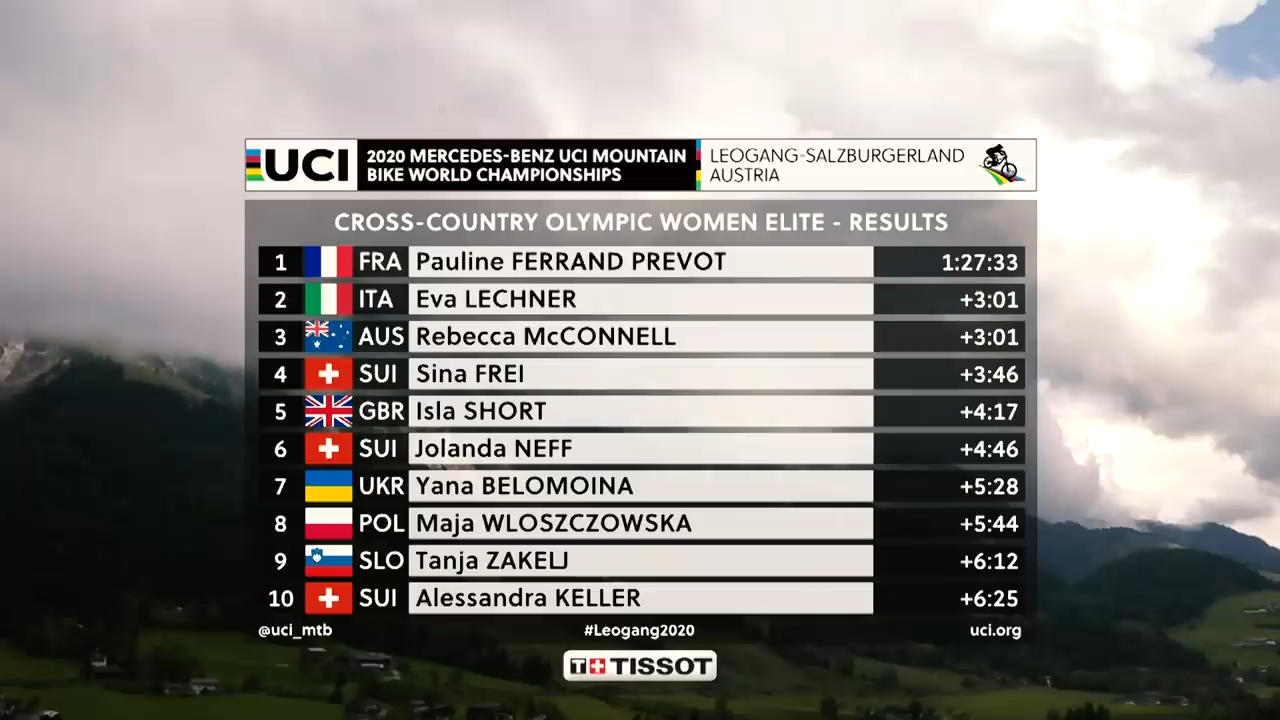 UCI
2020 MERCEDES-BENZ UCI MOUNTAIN
BIKE WORLD CHAMPIONSHIPS
LEOGANG-SALZBURGERLAND
AUSTRIA
CROSS-COUNTRY OLYMPIC WOMEN ELITE - RESULTS
1 FRA Pauline FERRAND PREVOT 1:27:33
2 ITA Eva LECHNER +3:01
3 AUS Rebecca McCONNELL +3:01
4 SUI Sina FREI +3:46
5 GBR Isla SHORT +4:17
6 SUI Jolanda NEFF +4:46
7 UKR Yana BELOMOINA +5:28
8 POL Maja WLOSZCZOWSKA +5:44
9 SLO Tanja ZAKELJ +6:12
10 SUI Alessandra KELLER +6:25
@uci_mtb #Leogang2020 uci.org
T+ TISSOT